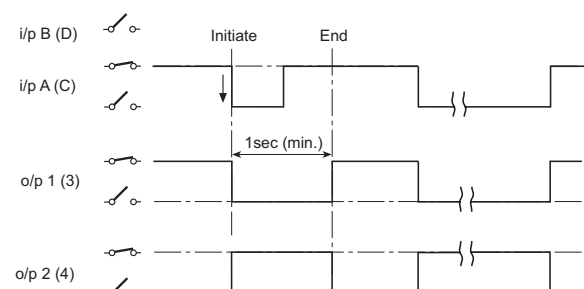 i/p B (D)
Initiate End
i/p A (C)
1sec (min.)
o/p 1 (3)
o/p 2 (4)